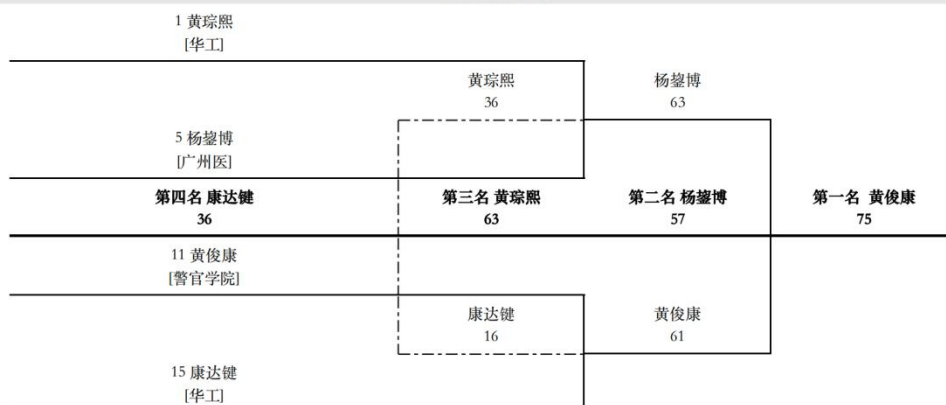 1 黄琮熙
[华工]
黄琮熙
36
杨鋆博
63
5 杨鋆博
[广州医]
第四名 康达键
36
第三名 黄琮熙
63
第二名 杨鋆博
57
第一名 黄俊康
75
11 黄俊康
[警官学院]
康达键
16
黄俊康
61
15 康达键
[华工]